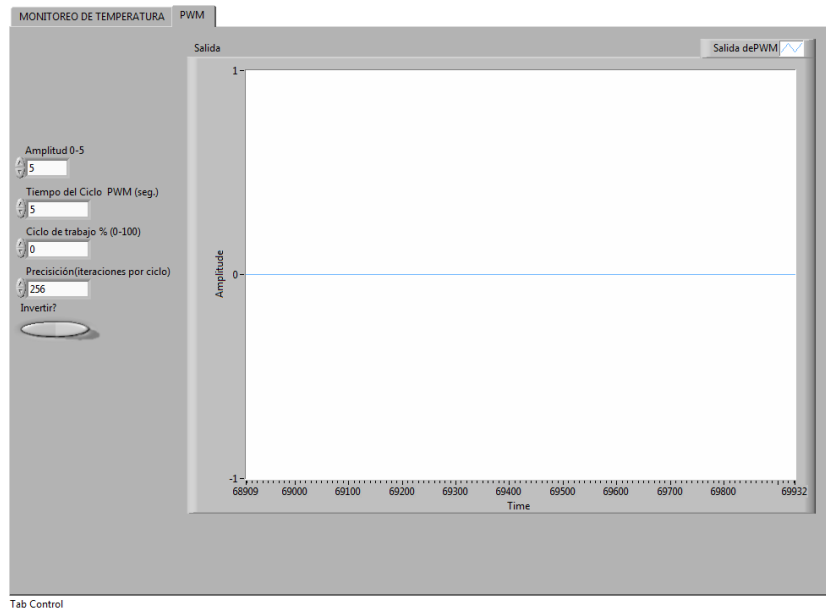 MONITOREO DE TEMPERATURA PWM
Salida
Salida dePWM
Amplitud 0-5
5
Tiempo del Ciclo PWM (seg.)
5
Ciclo de trabajo % (0-100)
0
Precisición(iteraciones por ciclo)
256
Invertir?
Amplitude
1
0
-1
68909 69000 69100 69200 69300 69400 69500 69600 69700 69800 69932
Time
Tab Control